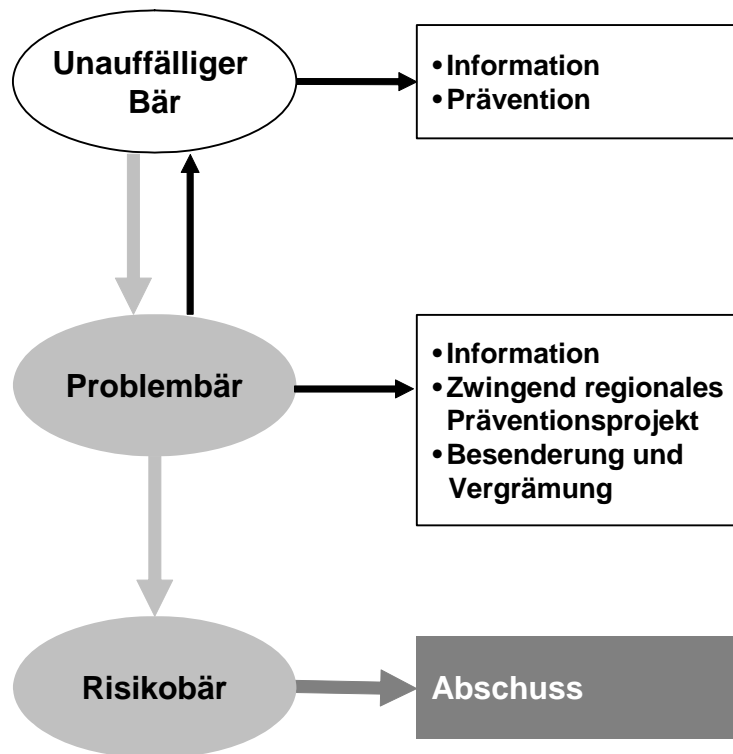 Unauffälliger
Bär
• Information
• Prävention
Problembär
• Information
• Zwingend regionales
Präventionsprojekt
• Besenderung und
Vergrämung
Risikobär
Abschuss